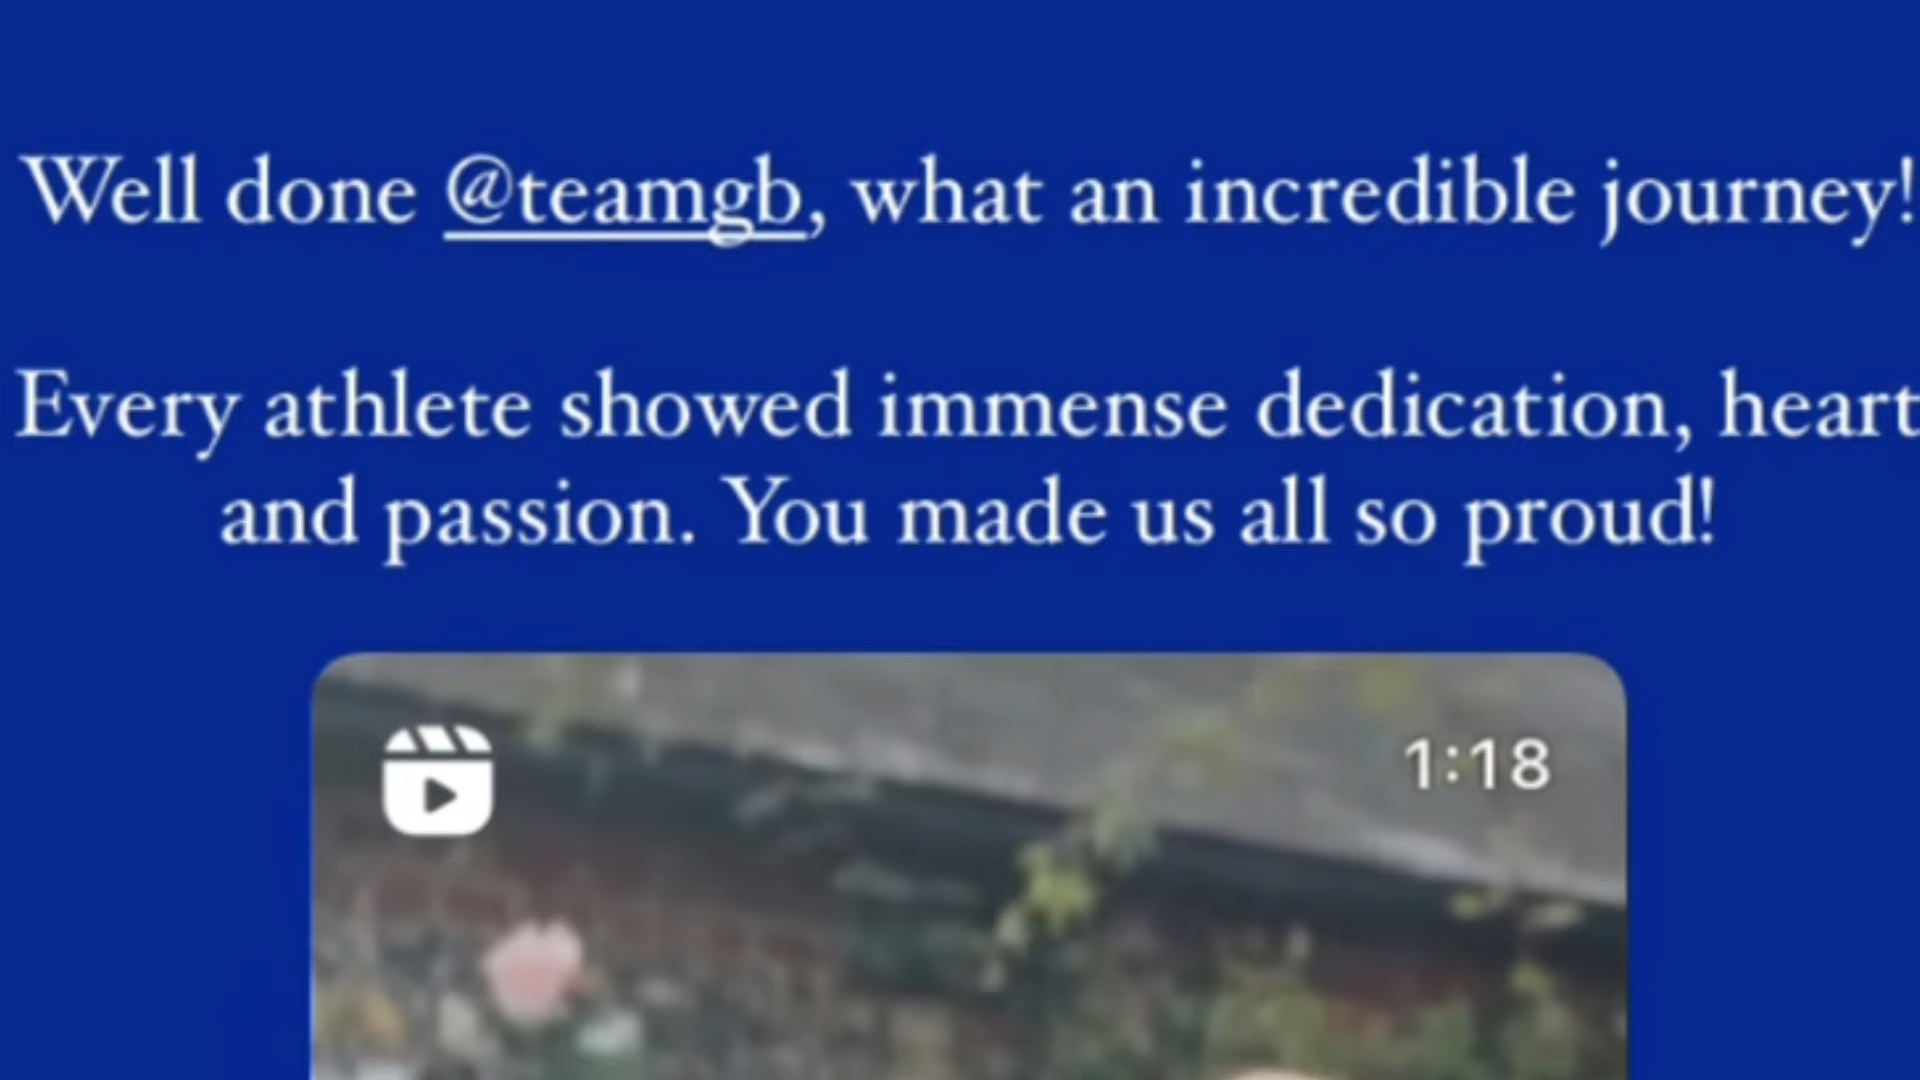 Well done @teamgb, what an incredible journey!
Every athlete showed immense dedication, heart
and passion. You made us all so proud!
1:18